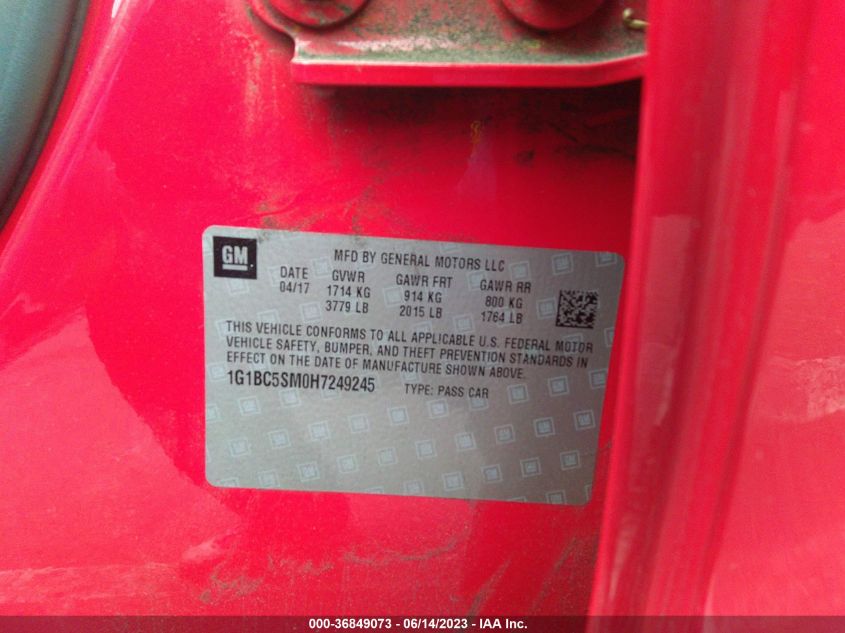 GM
MFD BY GENERAL MOTORS LLC
DATE GVWR GAWR FRT GAWR RR
04/17 1714 KG 914 KG 800 KG
3779 LB 2015 LB 1764 LB
THIS VEHICLE CONFORMS TO ALL APPLICABLE U.S. FEDERAL MOTOR
VEHICLE SAFETY, BUMPER, AND THEFT PREVENTION STANDARDS IN
EFFECT ON THE DATE OF MANUFACTURE SHOWN ABOVE.
1G1BC5SM0H7249245 TYPE: PASS CAR
000-36849073 - 06/14/2023 - IAA Inc.